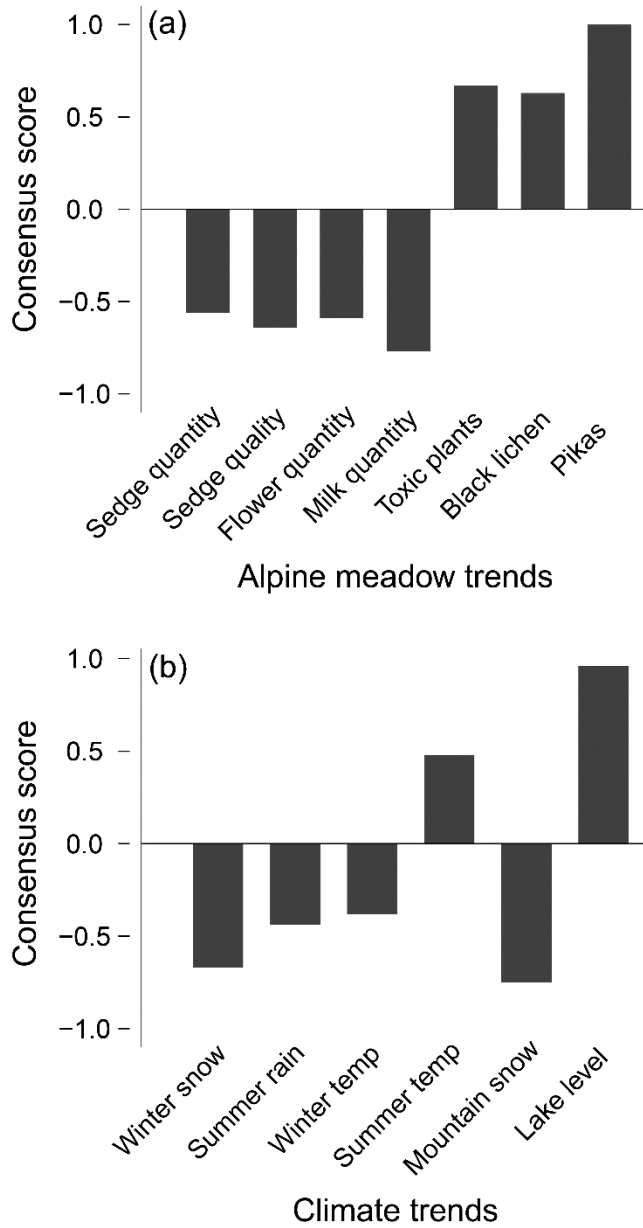 (a)
Consensus score
1.0
0.5
0.0
−0.5
−1.0
Sedge quantity
Sedge quality
Flower quantity
Milk quantity
Toxic plants
Black lichen
Pikas
Alpine meadow trends
(b)
Consensus score
1.0
0.5
0.0
−0.5
−1.0
Winter snow
Summer rain
Winter temp
Summer temp
Mountain snow
Lake level
Climate trends